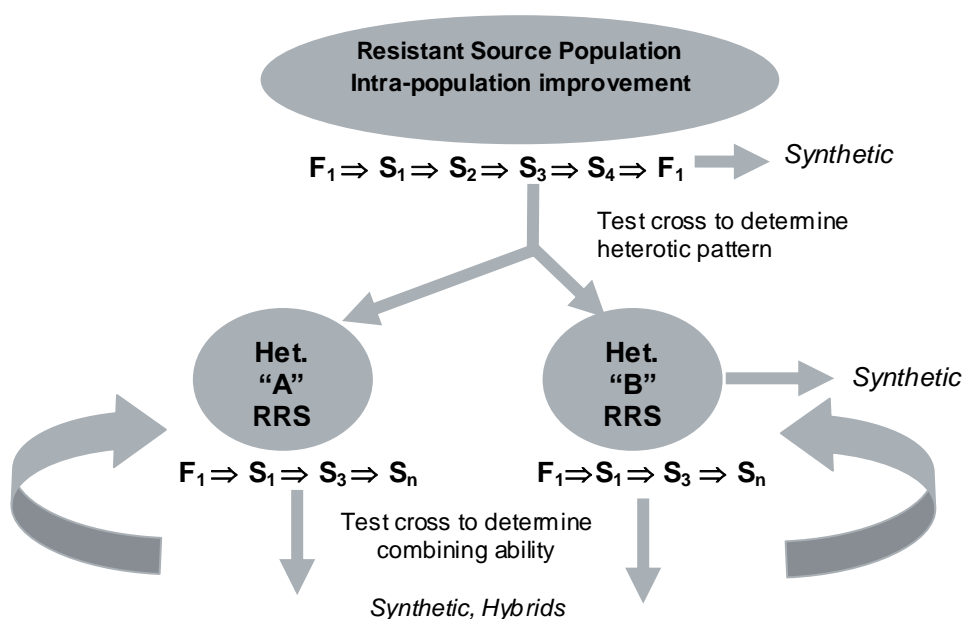 Resistant Source Population
Intra-population improvement
F₁ ⇒ S₁ ⇒ S₂ ⇒ S₃ ⇒ S₄ ⇒ F₁
Synthetic
Test cross to determine
heterotic pattern
Het.
“A”
RRS
Het.
“B”
RRS
Synthetic
F₁ ⇒ S₁ ⇒ S₃ ⇒ Sₙ
F₁ ⇒ S₁ ⇒ S₃ ⇒ Sₙ
Test cross to determine
combining ability
Synthetic, Hybrids